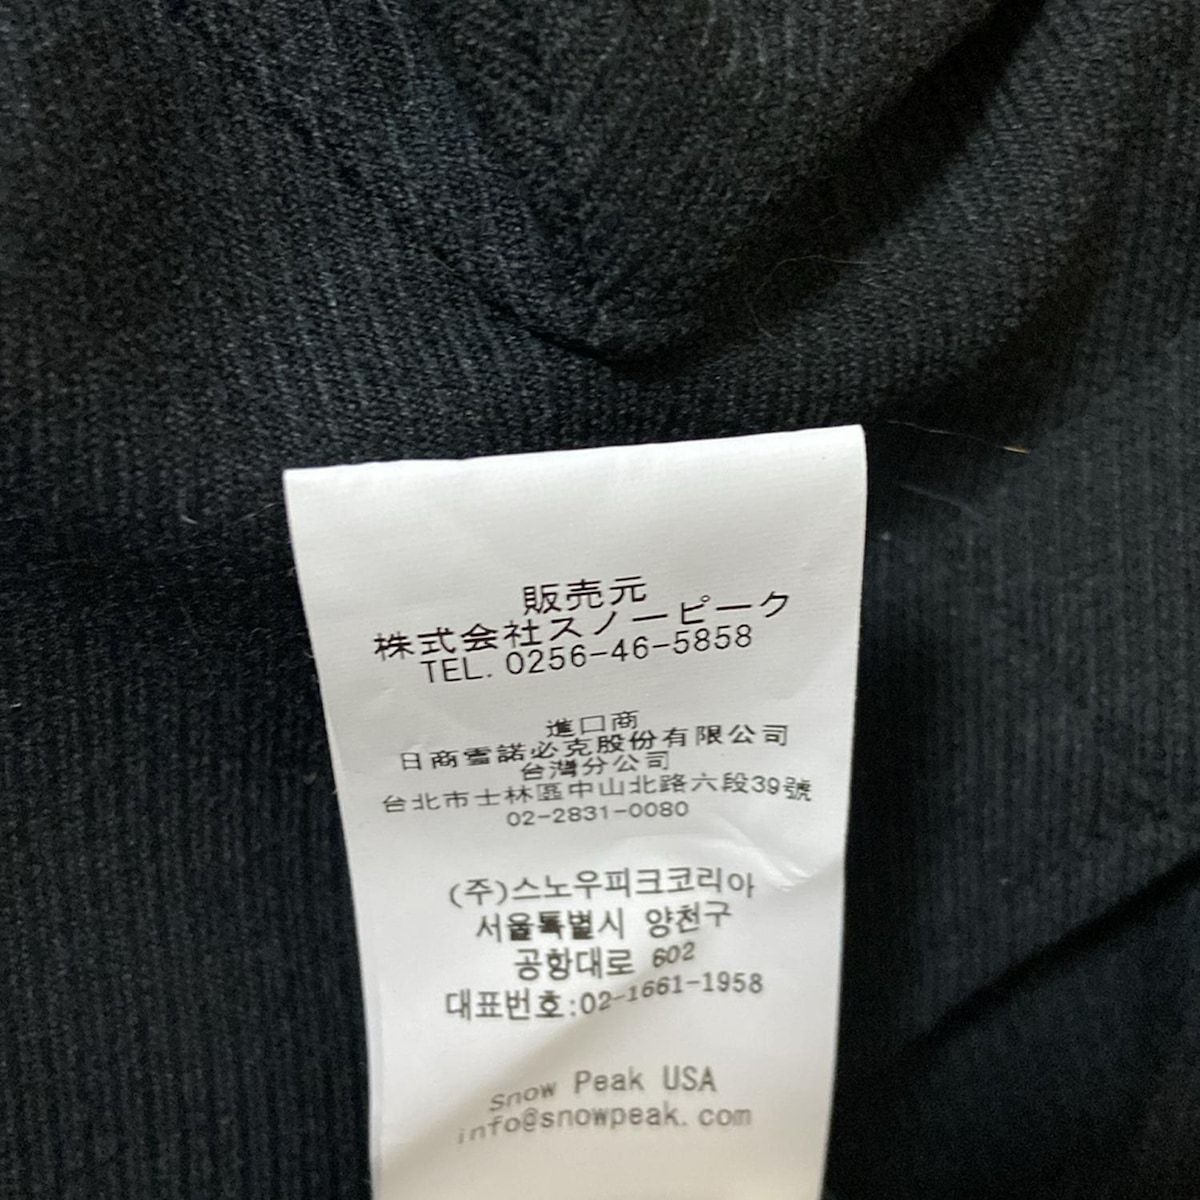 販売元
株式会社スノーピーク
TEL. 0256-46-5858
進口商
日商雪諾必克股份有限公司
台灣分公司
台北市士林區中山北路六段39號
02-2831-0080
(주)스노우피크코리아
서울특별시 양천구
공항대로 602
대표번호:02-1661-1958
Snow Peak USA
info@snowpeak.com